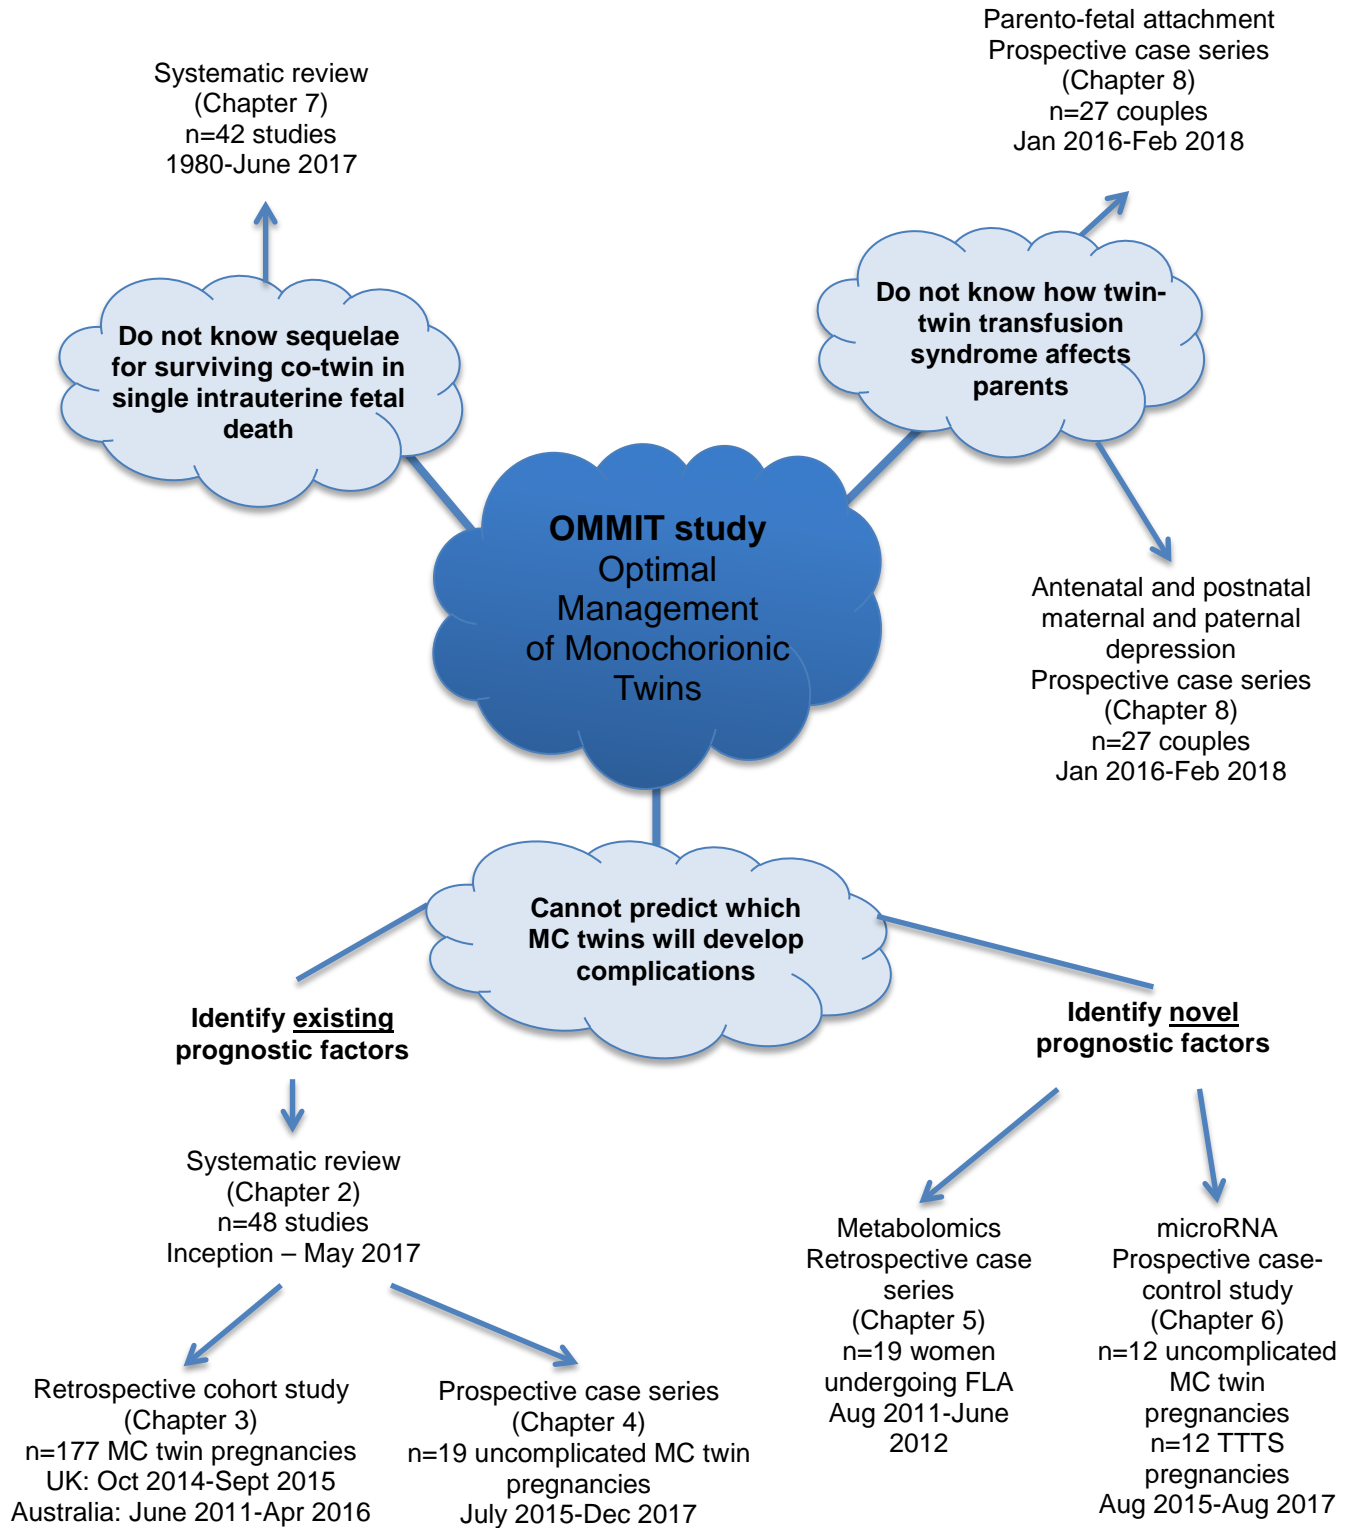 Parento-fetal attachment
Prospective case series
(Chapter 8)
n=27 couples
Jan 2016-Feb 2018
Systematic review
(Chapter 7)
n=42 studies
1980-June 2017
Do not know how twin-
twin transfusion
syndrome affects
parents
Do not know sequelae
for surviving co-twin in
single intrauterine fetal
death
OMMIT study
Optimal
Management
of Monochorionic
Twins
Antenatal and postnatal
maternal and paternal
depression
Prospective case series
(Chapter 8)
n=27 couples
Jan 2016-Feb 2018
Cannot predict which
MC twins will develop
complications
Identify existing
prognostic factors
Identify novel
prognostic factors
Systematic review
(Chapter 2)
n=48 studies
Inception – May 2017
Retrospective cohort study
(Chapter 3)
n=177 MC twin pregnancies
UK: Oct 2014-Sept 2015
Australia: June 2011-Apr 2016
Prospective case series
(Chapter 4)
n=19 uncomplicated MC twin
pregnancies
July 2015-Dec 2017
Metabolomics
Retrospective case
series
(Chapter 5)
n=19 women
undergoing FLA
Aug 2011-June
2012
microRNA
Prospective case-
control study
(Chapter 6)
n=12 uncomplicated
MC twin
pregnancies
n=12 TTTS
pregnancies
Aug 2015-Aug 2017